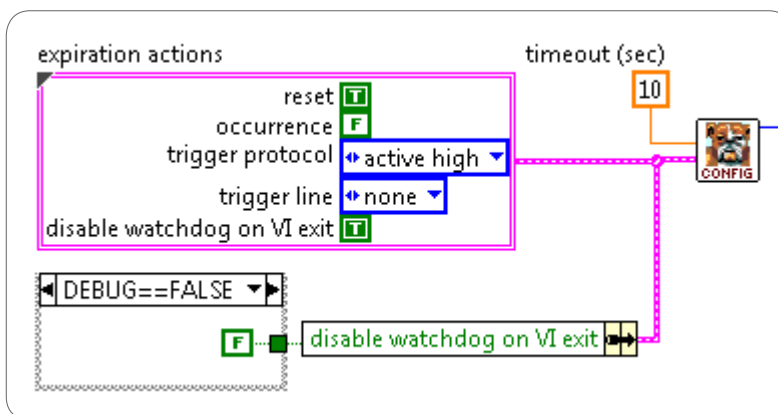 expiration actions
timeout (sec)
10
reset T
occurrence F
trigger protocol active high
trigger line none
disable watchdog on VI exit T
CONFIG
DEBUG==FALSE
F
disable watchdog on VI exit